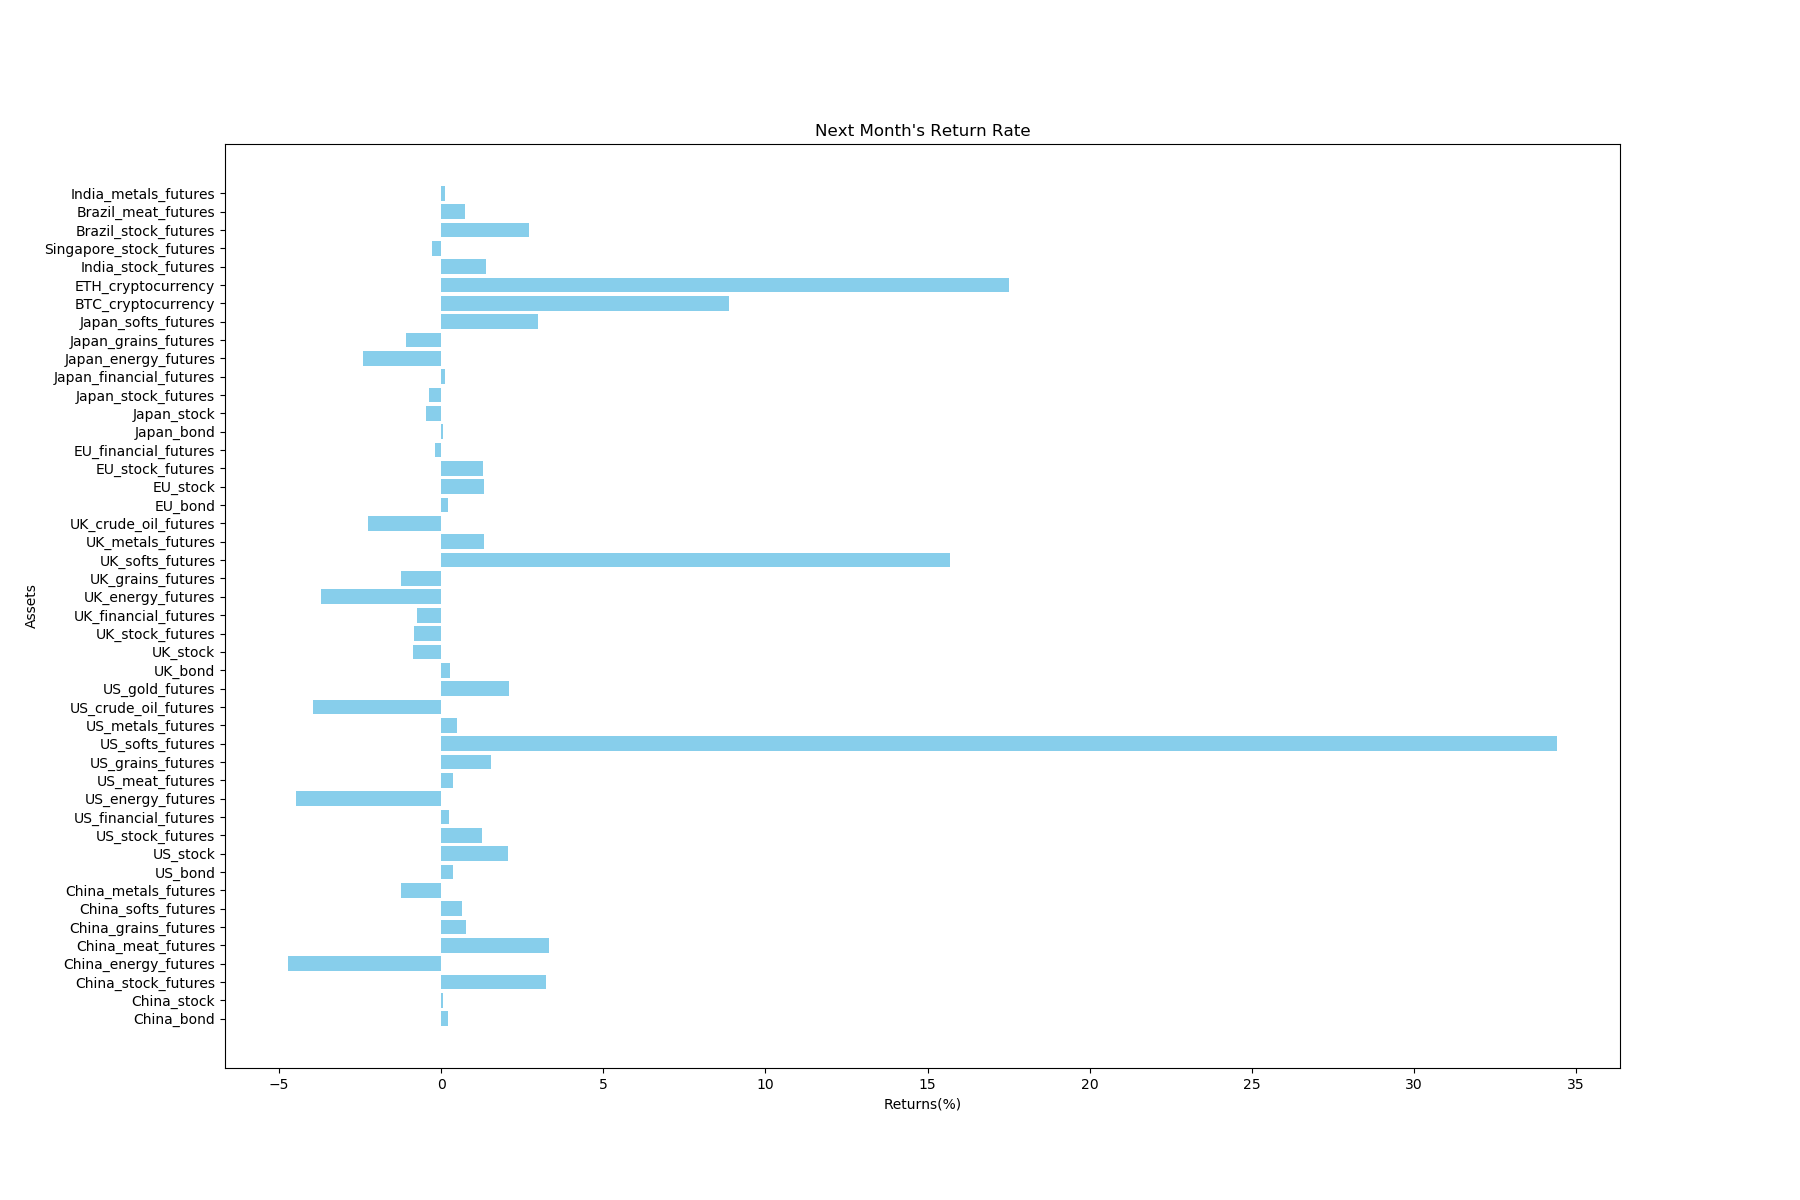 Next Month's Return Rate
India_metals_futures
Brazil_meat_futures
Brazil_stock_futures
Singapore_stock_futures
India_stock_futures
ETH_cryptocurrency
BTC_cryptocurrency
Japan_softs_futures
Japan_grains_futures
Japan_energy_futures
Japan_financial_futures
Japan_stock_futures
Japan_stock
Japan_bond
EU_financial_futures
EU_stock_futures
EU_stock
EU_bond
UK_crude_oil_futures
UK_metals_futures
UK_softs_futures
UK_grains_futures
UK_energy_futures
UK_financial_futures
UK_stock_futures
UK_stock
UK_bond
US_gold_futures
US_crude_oil_futures
US_metals_futures
US_softs_futures
US_grains_futures
US_meat_futures
US_energy_futures
US_financial_futures
US_stock_futures
US_stock
US_bond
China_metals_futures
China_softs_futures
China_grains_futures
China_meat_futures
China_energy_futures
China_stock_futures
China_stock
China_bond
Assets
−5 0 5 10 15 20 25 30 35
Returns(%)